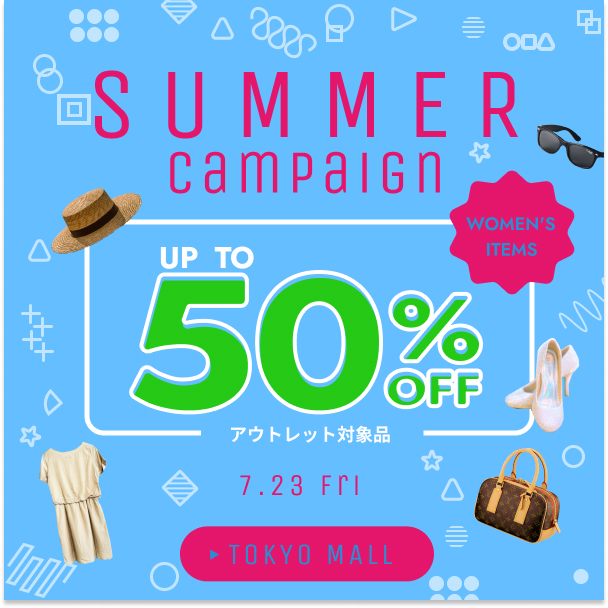 SUMMER
campaign
WOMEN'S
ITEMS
UP TO
50%
OFF
アウトレット対象品
7.23 Fri
TOKYO MALL